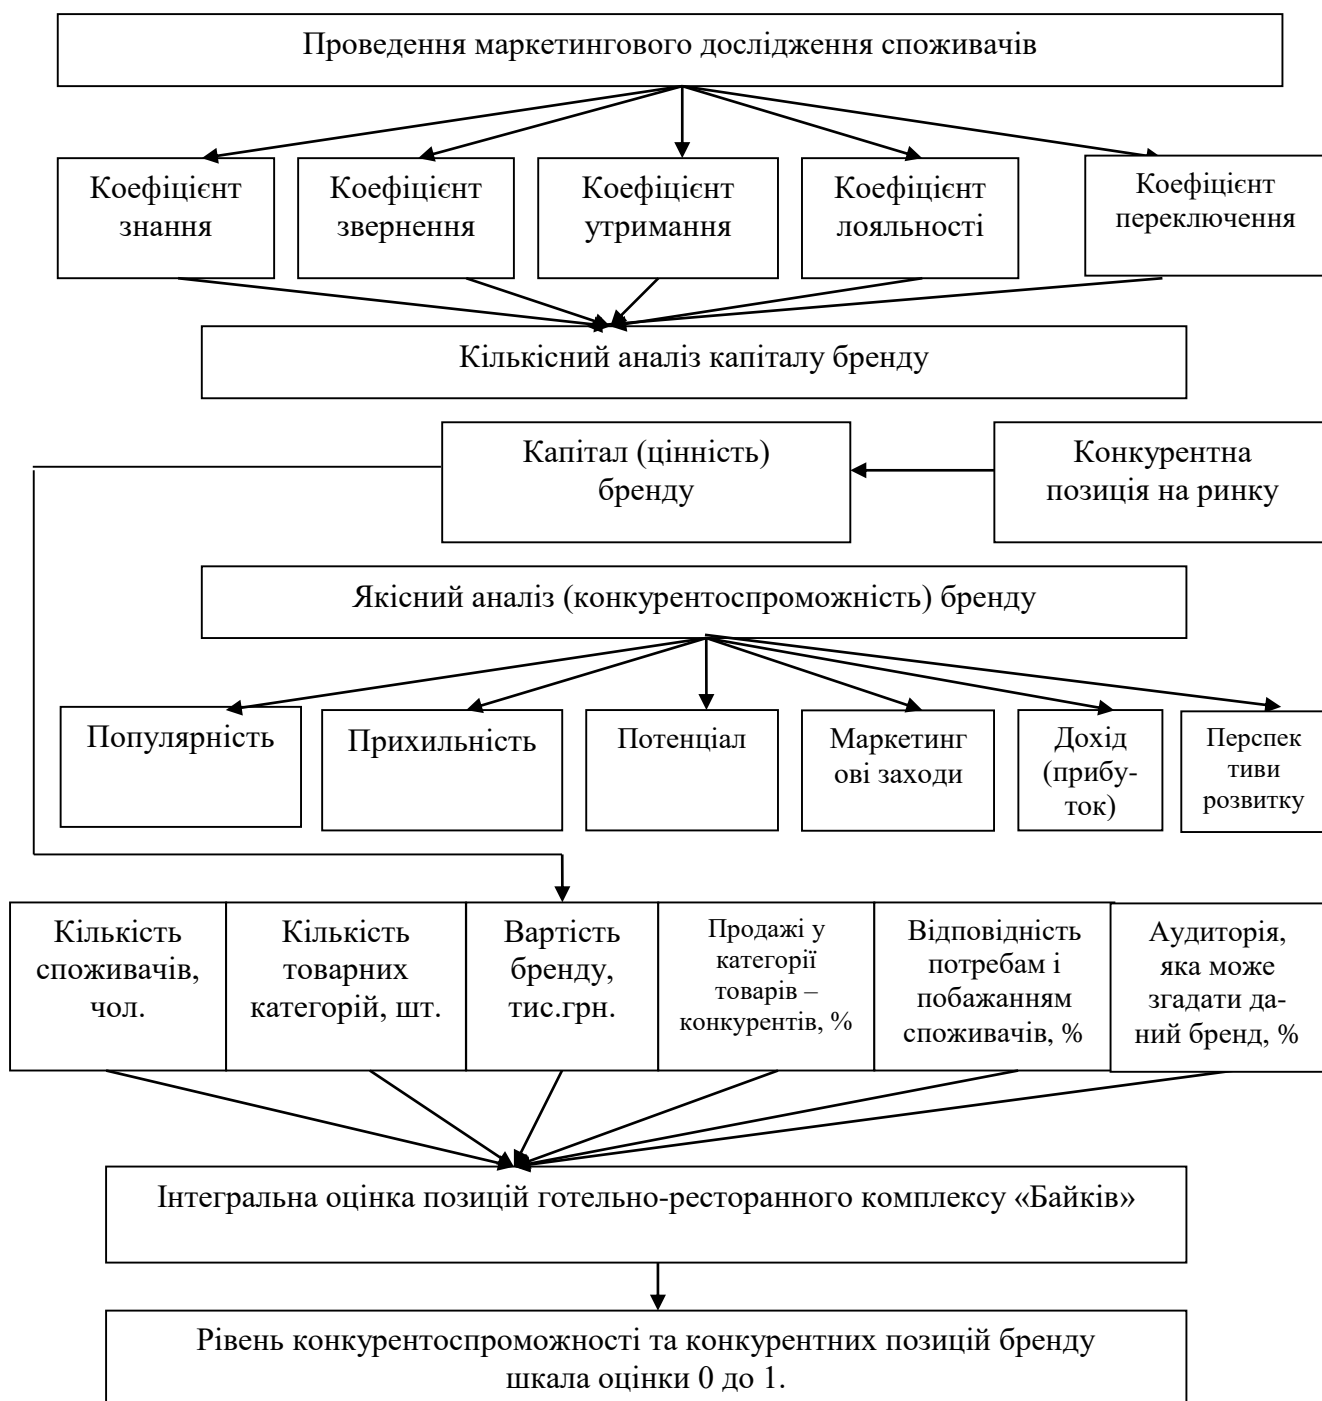 Проведення маркетингового дослідження споживачів
Коефіцієнт
знання
Коефіцієнт
звернення
Коефіцієнт
утримання
Коефіцієнт
лояльності
Коефіцієнт
переключення
Кількісний аналіз капіталу бренду
Капітал (цінність)
бренду
Конкурентна
позиція на ринку
Якісний аналіз (конкурентоспроможність) бренду
Популярність
Прихильність
Потенціал
Маркетинг
ові заходи
Дохід
(прибу-
ток)
Перспек
тиви
розвитку
Кількість
споживачів,
чол.
Кількість
товарних
категорій, шт.
Вартість
бренду,
тис.грн.
Продажі у
категорії
товарів –
конкурентів, %
Відповідність
потребам і
побажанням
споживачів, %
Аудиторія,
яка може
згадати да-
ний бренд, %
Інтегральна оцінка позицій готельно-ресторанного комплексу «Байків»
Рівень конкурентоспроможності та конкурентних позицій бренду
шкала оцінки 0 до 1.